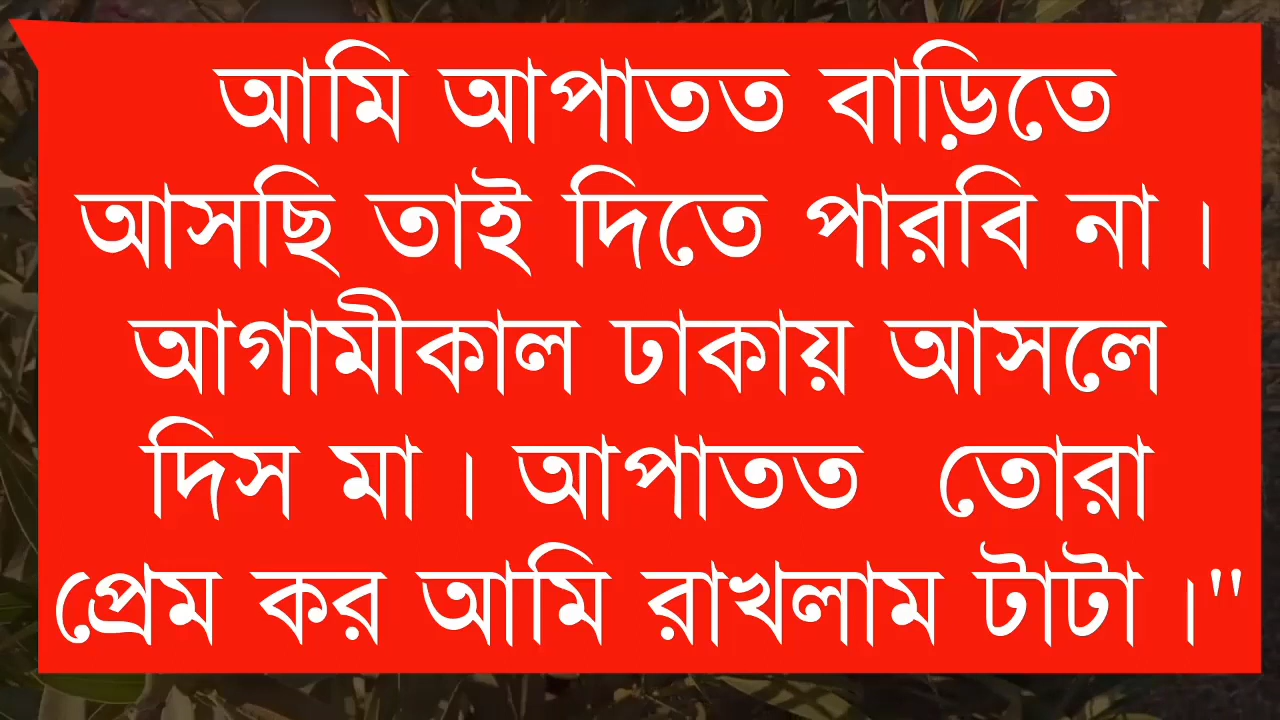 আমি আপাতত বাড়িতে
আসছি তাই দিতে পারবি না ।
আগামীকাল ঢাকায় আসলে
দিস মা । আপাতত  তোরা
প্রেম কর আমি রাখলাম টাটা ।"